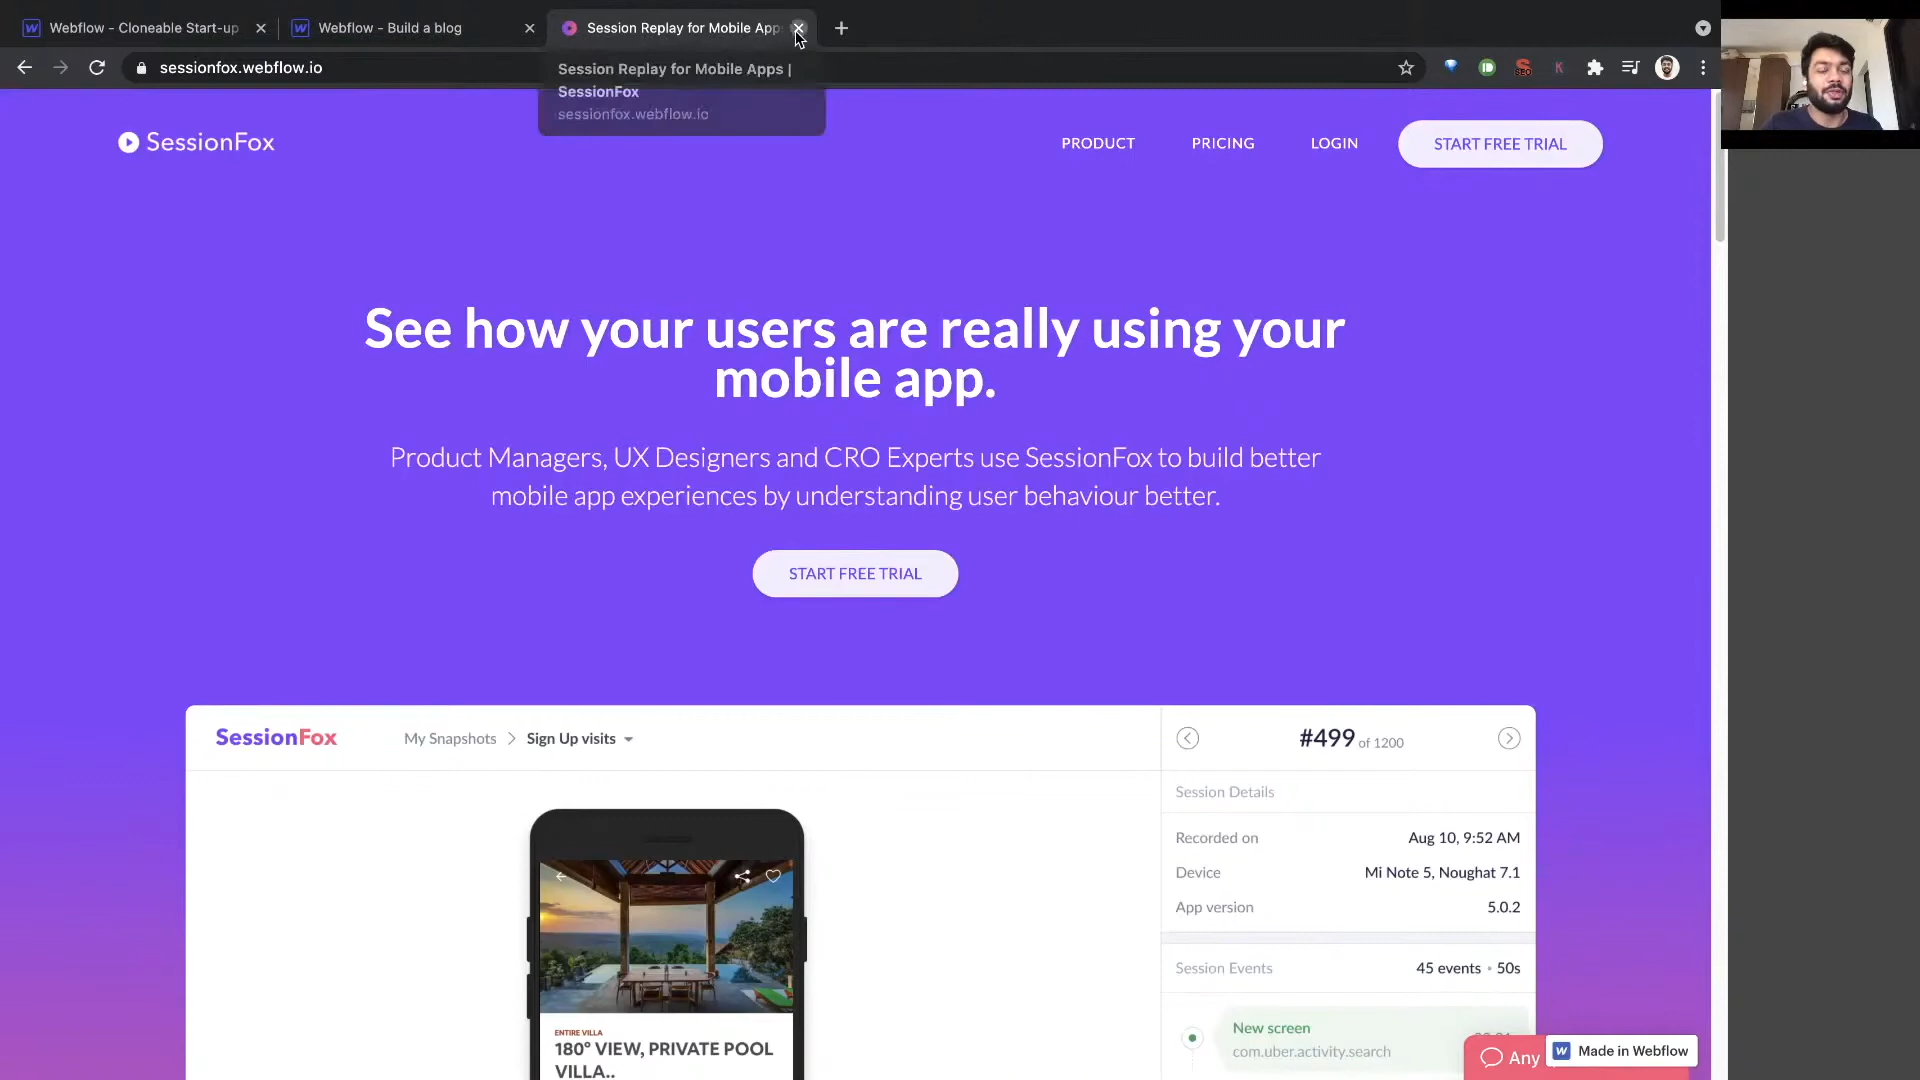 Webflow - Cloneable Start-up
Webflow - Build a blog
Session Replay for Mobile App
sessionfox.webflow.io
Session Replay for Mobile Apps |
SessionFox
sessionfox.webflow.io
SessionFox
PRODUCT
PRICING
LOGIN
START FREE TRIAL
See how your users are really using your
mobile app.
Product Managers, UX Designers and CRO Experts use SessionFox to build better
mobile app experiences by understanding user behaviour better.
START FREE TRIAL
SessionFox
My Snapshots > Sign Up visits
#499 of 1200
Session Details
Recorded on Aug 10, 9:52 AM
Device Mi Note 5, Noughat 7.1
App version 5.0.2
Session Events 45 events • 50s
New screen
com.uber.activity.search
ENTIRE VILLA
180° VIEW, PRIVATE POOL
VILLA..
Any
Made in Webflow